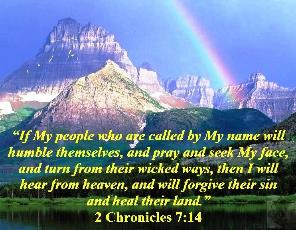 “If My people who are called by My name will
humble themselves, and pray and seek My face,
and turn from their wicked ways, then I will
hear from heaven, and will forgive their sin
and heal their land.”
2 Chronicles 7:14